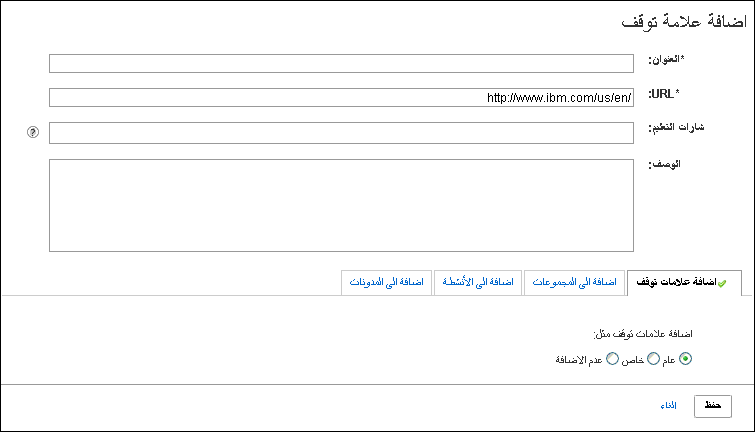 اضافة علامة توقف
*العنوان:
*URL:
http://www.ibm.com/us/en/
شارات التعليم:
?
الوصف:
اضافة علامات توقف
اضافة الى المجموعات
اضافة الى الأنشطة
اضافة الى المدونات
اضافة علامات توقف مثل:
عام خاص عدم الاضافة
حفظ الغاء